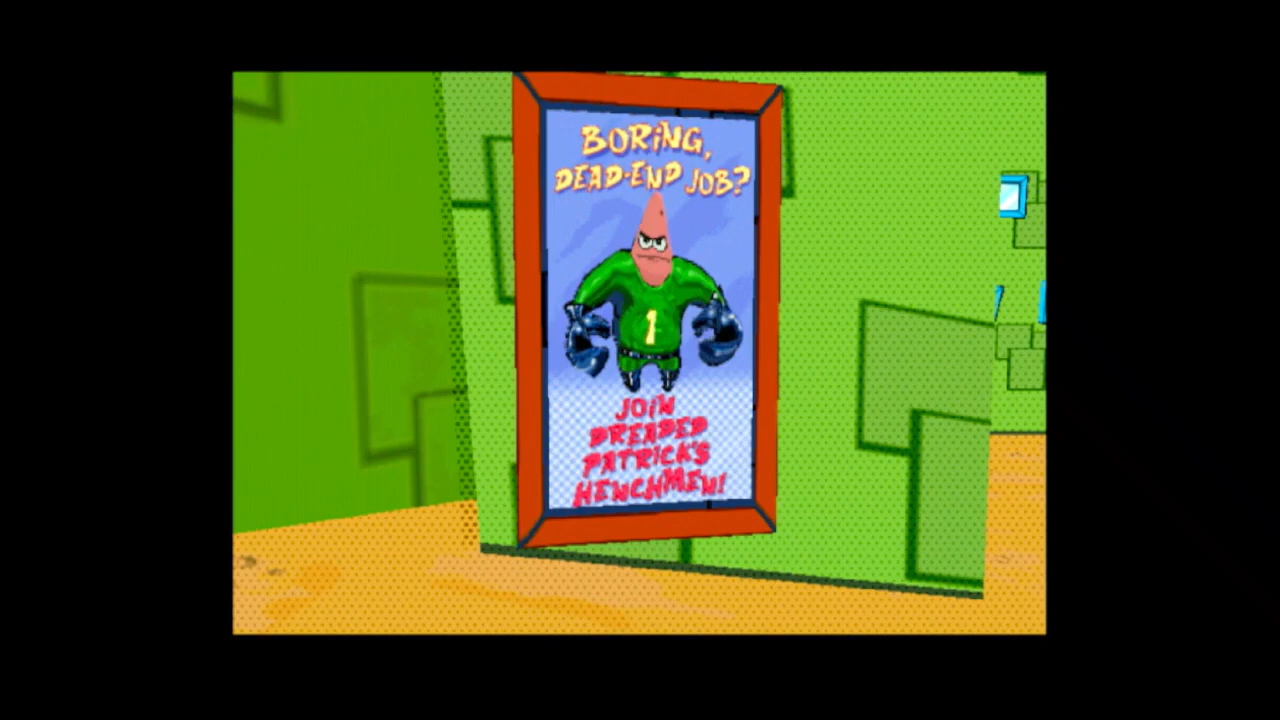 BORING,
DEAD-END JOB?
1
JOIN
DREADED
PATRICK'S
HENCHMEN!